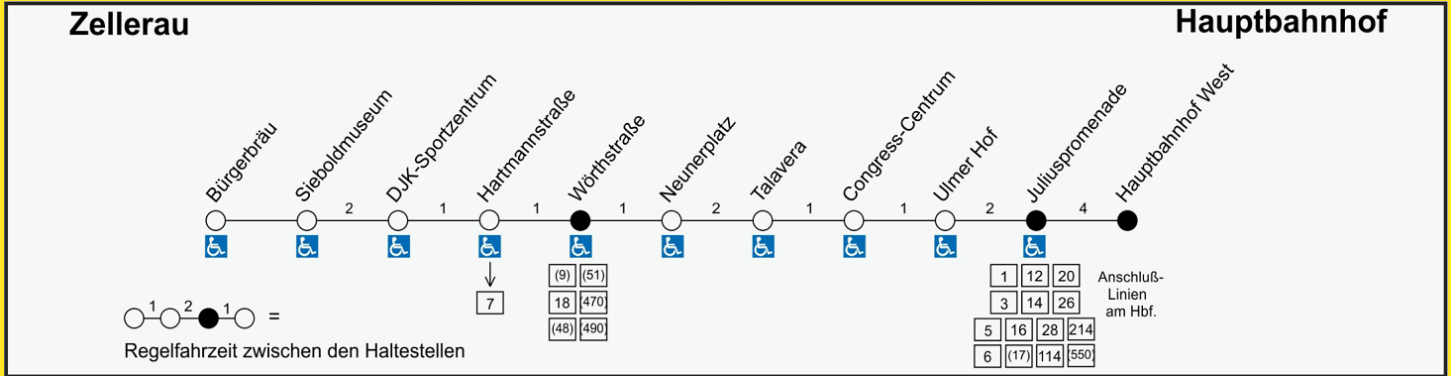 Zellerau
Hauptbahnhof
Bürgerbräu
Sieboldmuseum
DJK-Sportzentrum
Hartmannstraße
Wörthstraße
Neunerplatz
Talavera
Congress-Centrum
Ulmer Hof
Juliuspromenade
Hauptbahnhof West
2 1 1 1 2 1 1 2 4
7
(9) (51)
18 (470)
(48) (490)
1 12 20
3 14 26
5 16 28 214
6 (17) 114 (550)
Anschluß-
Linien
am Hbf.
1 2 1 =
Regelfahrzeit zwischen den Haltestellen